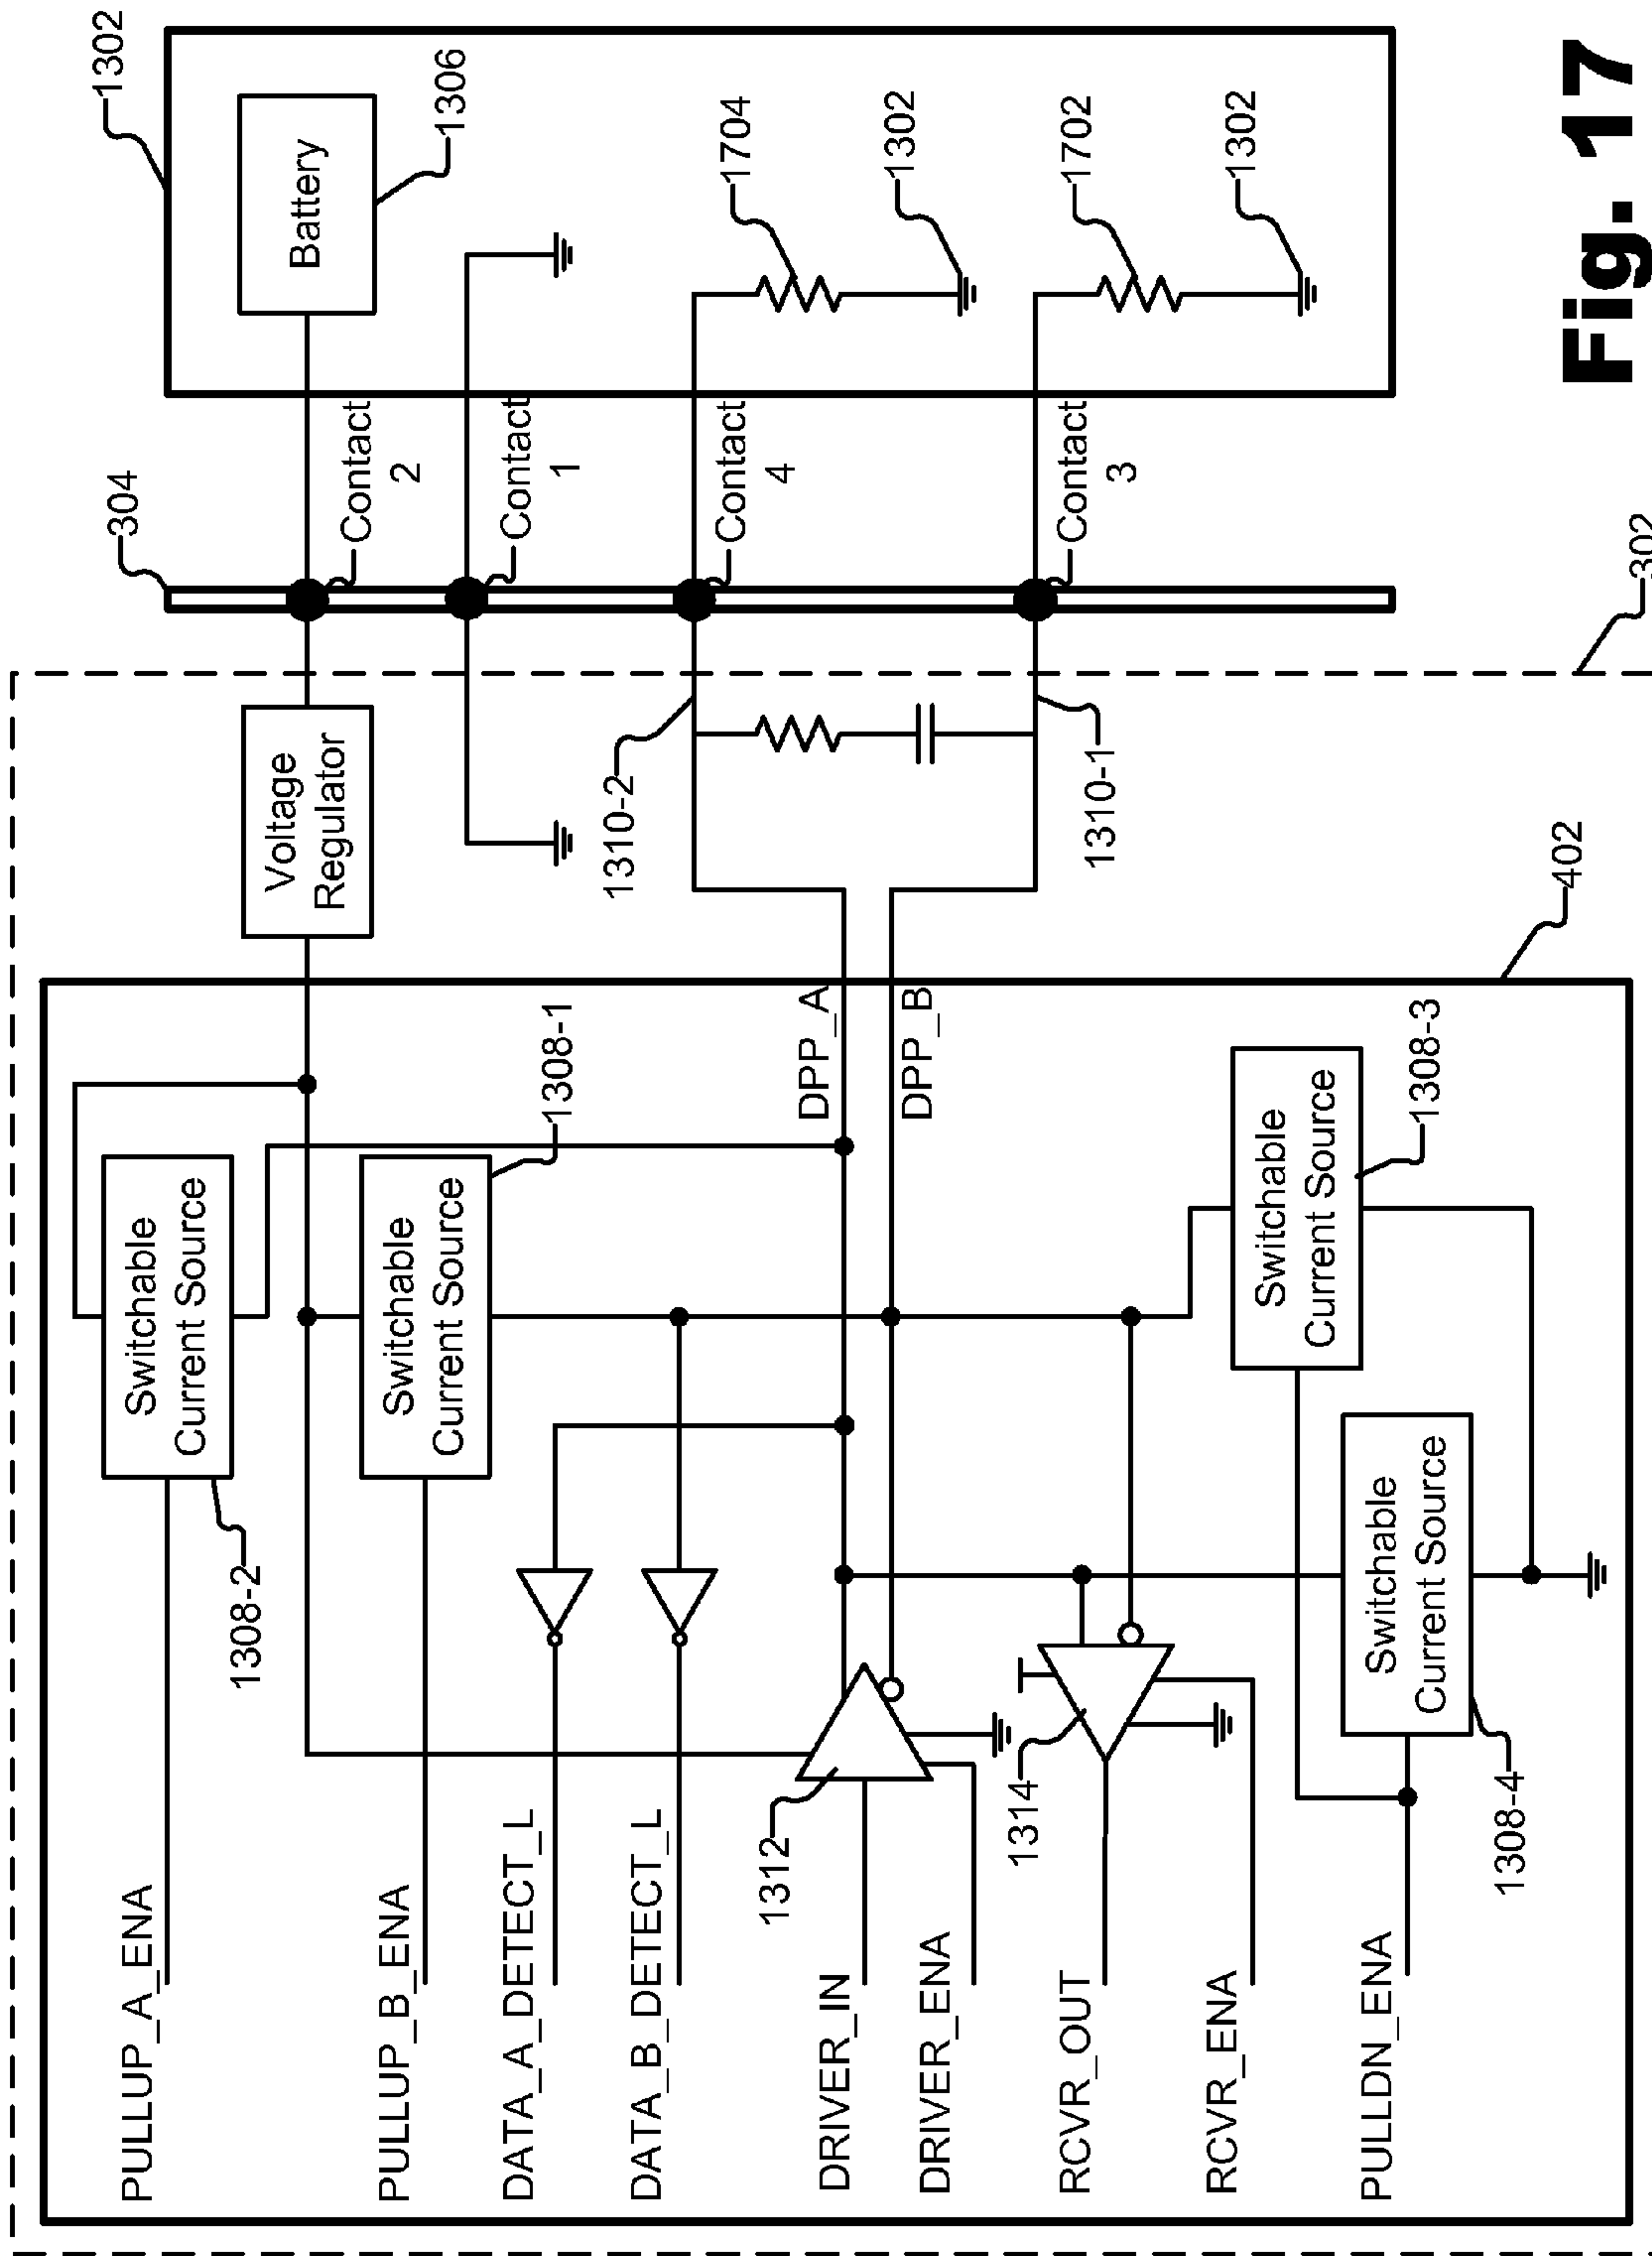 PULLUP_A_ENA
PULLUP_B_ENA
DATA_A_DETECT_L
DATA_B_DETECT_L
DRIVER_IN
DRIVER_ENA
RCVR_OUT
RCVR_ENA
PULLDN_ENA
1308-2
Switchable
Current Source
Switchable
Current Source
1308-1
1312
1314
DPP_A
DPP_B
Switchable
Current Source
1308-3
Switchable
Current Source
1308-4
402
Voltage
Regulator
1310-2
1310-1
302
304
Contact
2
Contact
1
Contact
4
Contact
3
1302
Battery
1306
1704
1302
1702
1302
Fig. 17